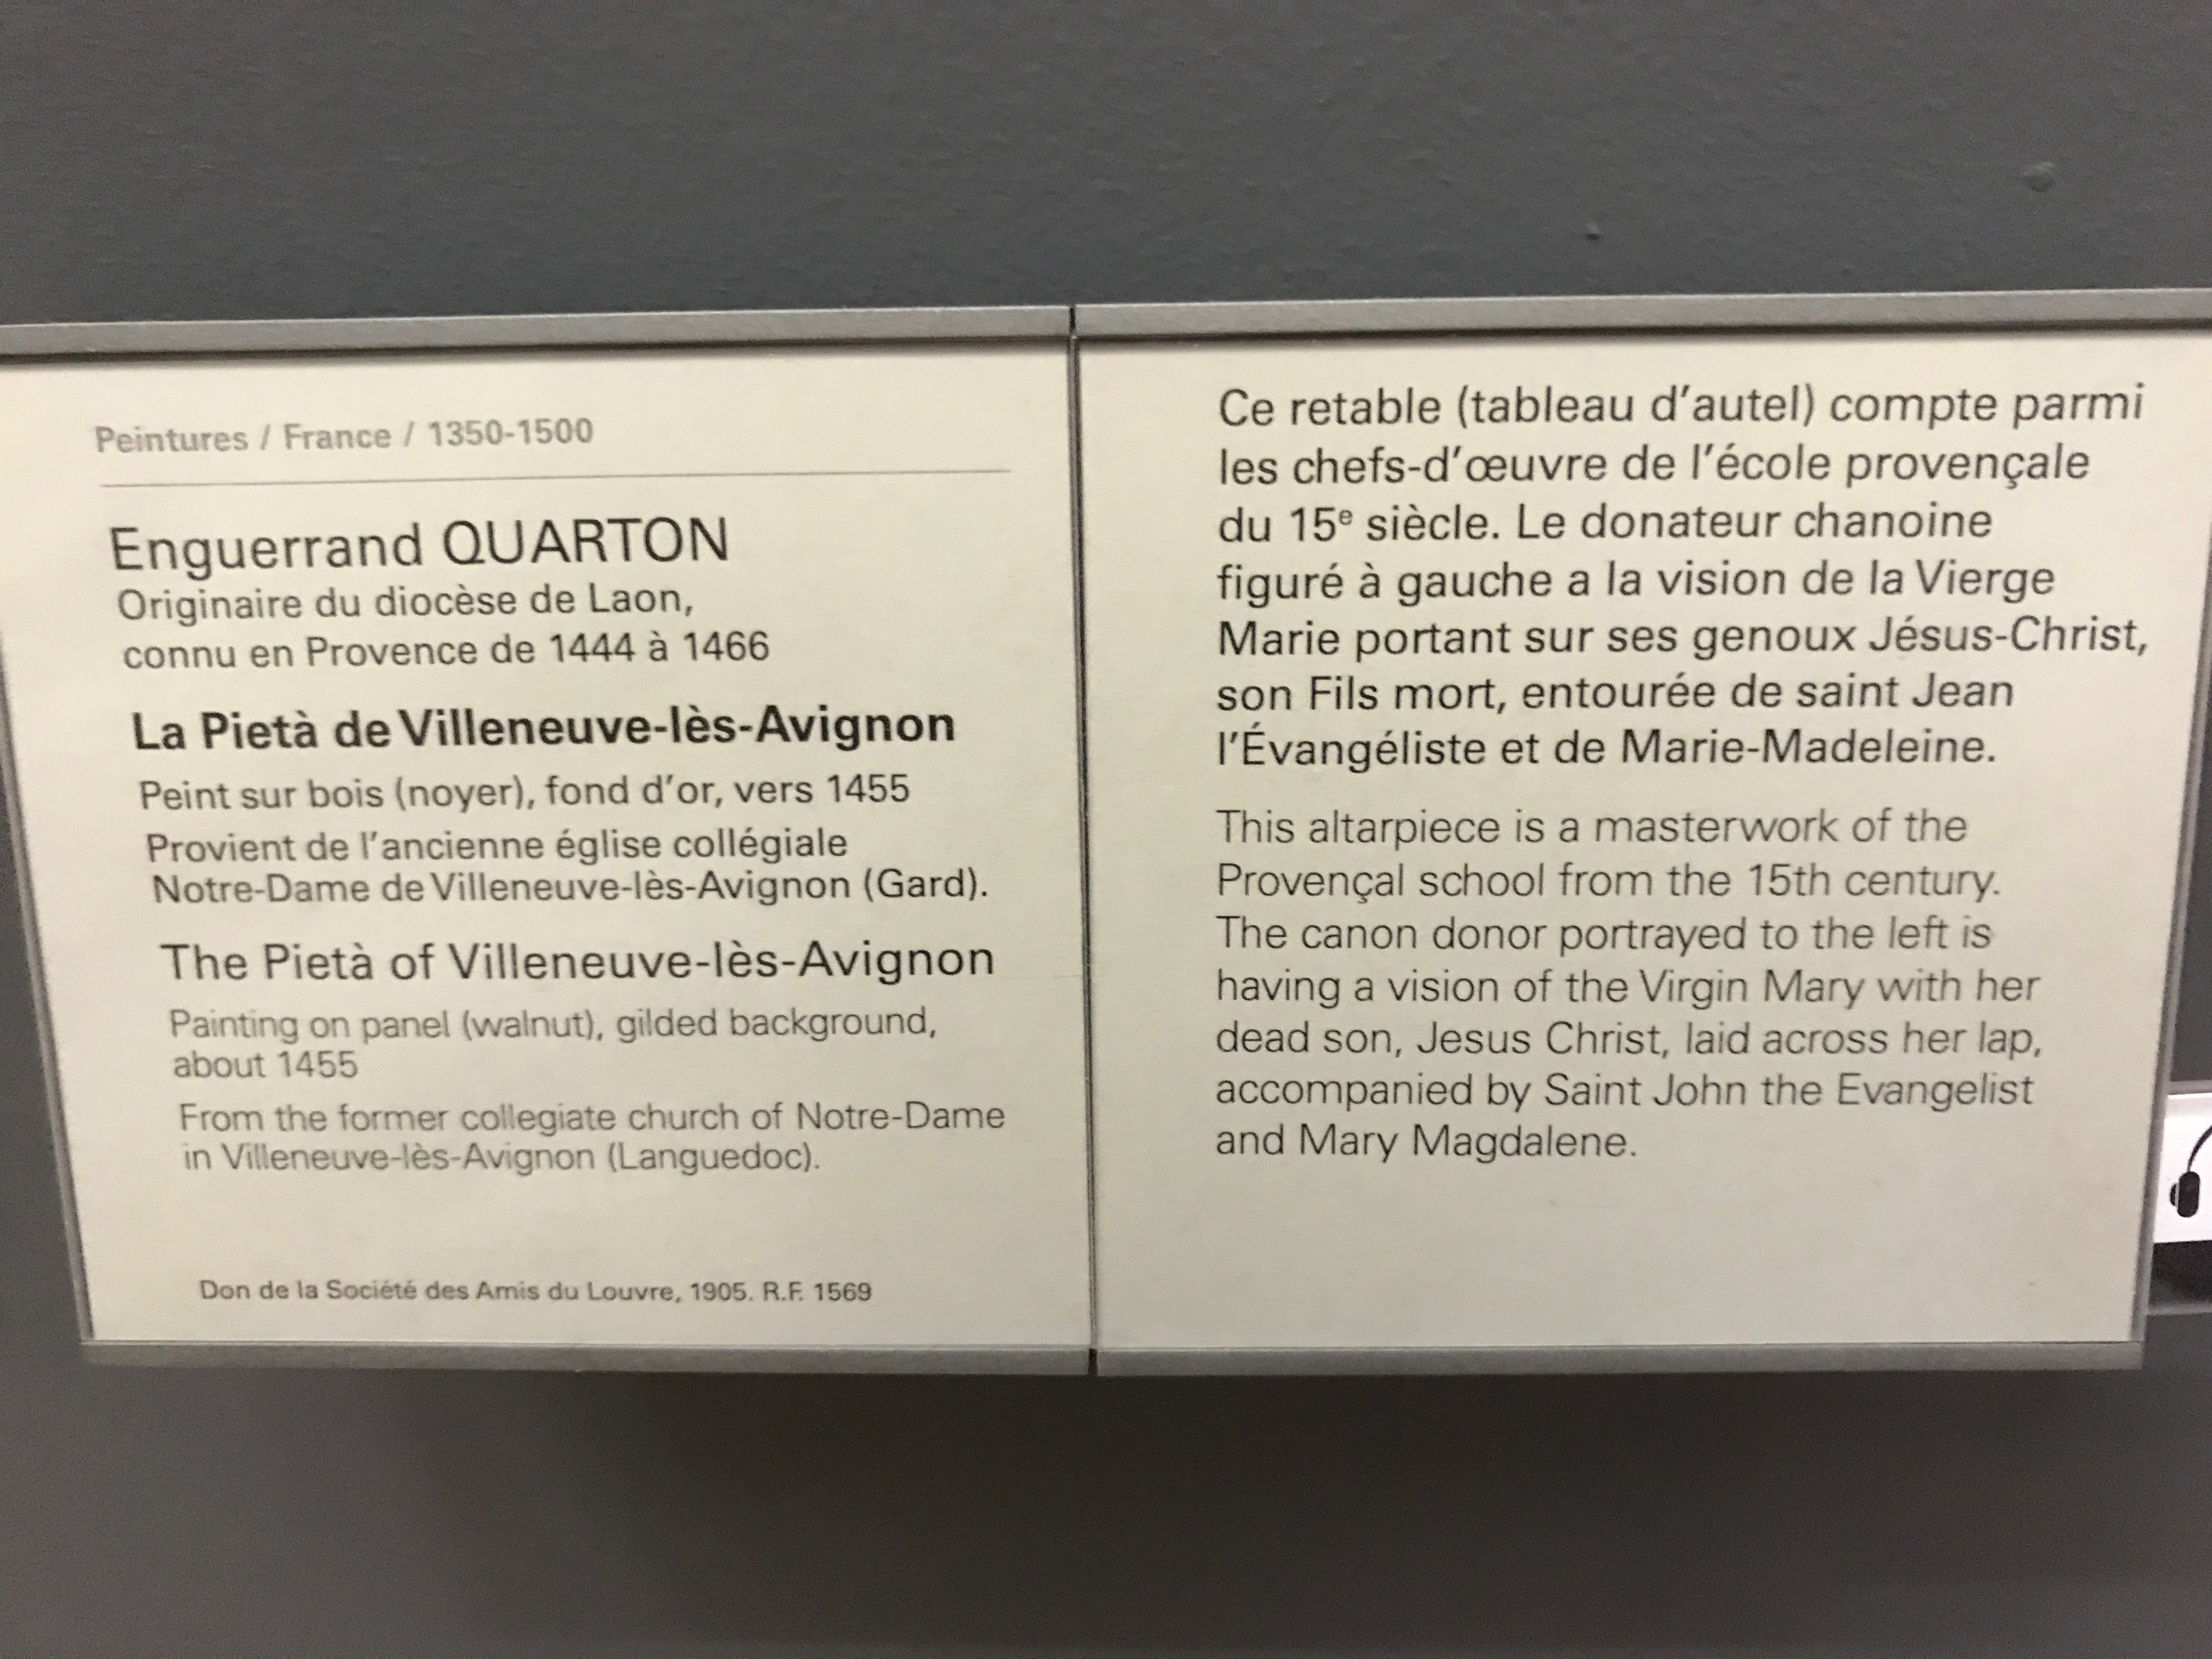 Peintures / France / 1350-1500
Enguerrand QUARTON
Originaire du diocèse de Laon,
connu en Provence de 1444 à 1466
La Pietà de Villeneuve-lès-Avignon
Peint sur bois (noyer), fond d'or, vers 1455
Provient de l'ancienne église collégiale
Notre-Dame de Villeneuve-lès-Avignon (Gard).
The Pietà of Villeneuve-lès-Avignon
Painting on panel (walnut), gilded background,
about 1455
From the former collegiate church of Notre-Dame
in Villeneuve-lès-Avignon (Languedoc).
Don de la Société des Amis du Louvre, 1905. R.F. 1569
Ce retable (tableau d'autel) compte parmi
les chefs-d'œuvre de l'école provençale
du 15e siècle. Le donateur chanoine
figuré à gauche a la vision de la Vierge
Marie portant sur ses genoux Jésus-Christ,
son Fils mort, entourée de saint Jean
l'Évangéliste et de Marie-Madeleine.
This altarpiece is a masterwork of the
Provençal school from the 15th century.
The canon donor portrayed to the left is
having a vision of the Virgin Mary with her
dead son, Jesus Christ, laid across her lap,
accompanied by Saint John the Evangelist
and Mary Magdalene.